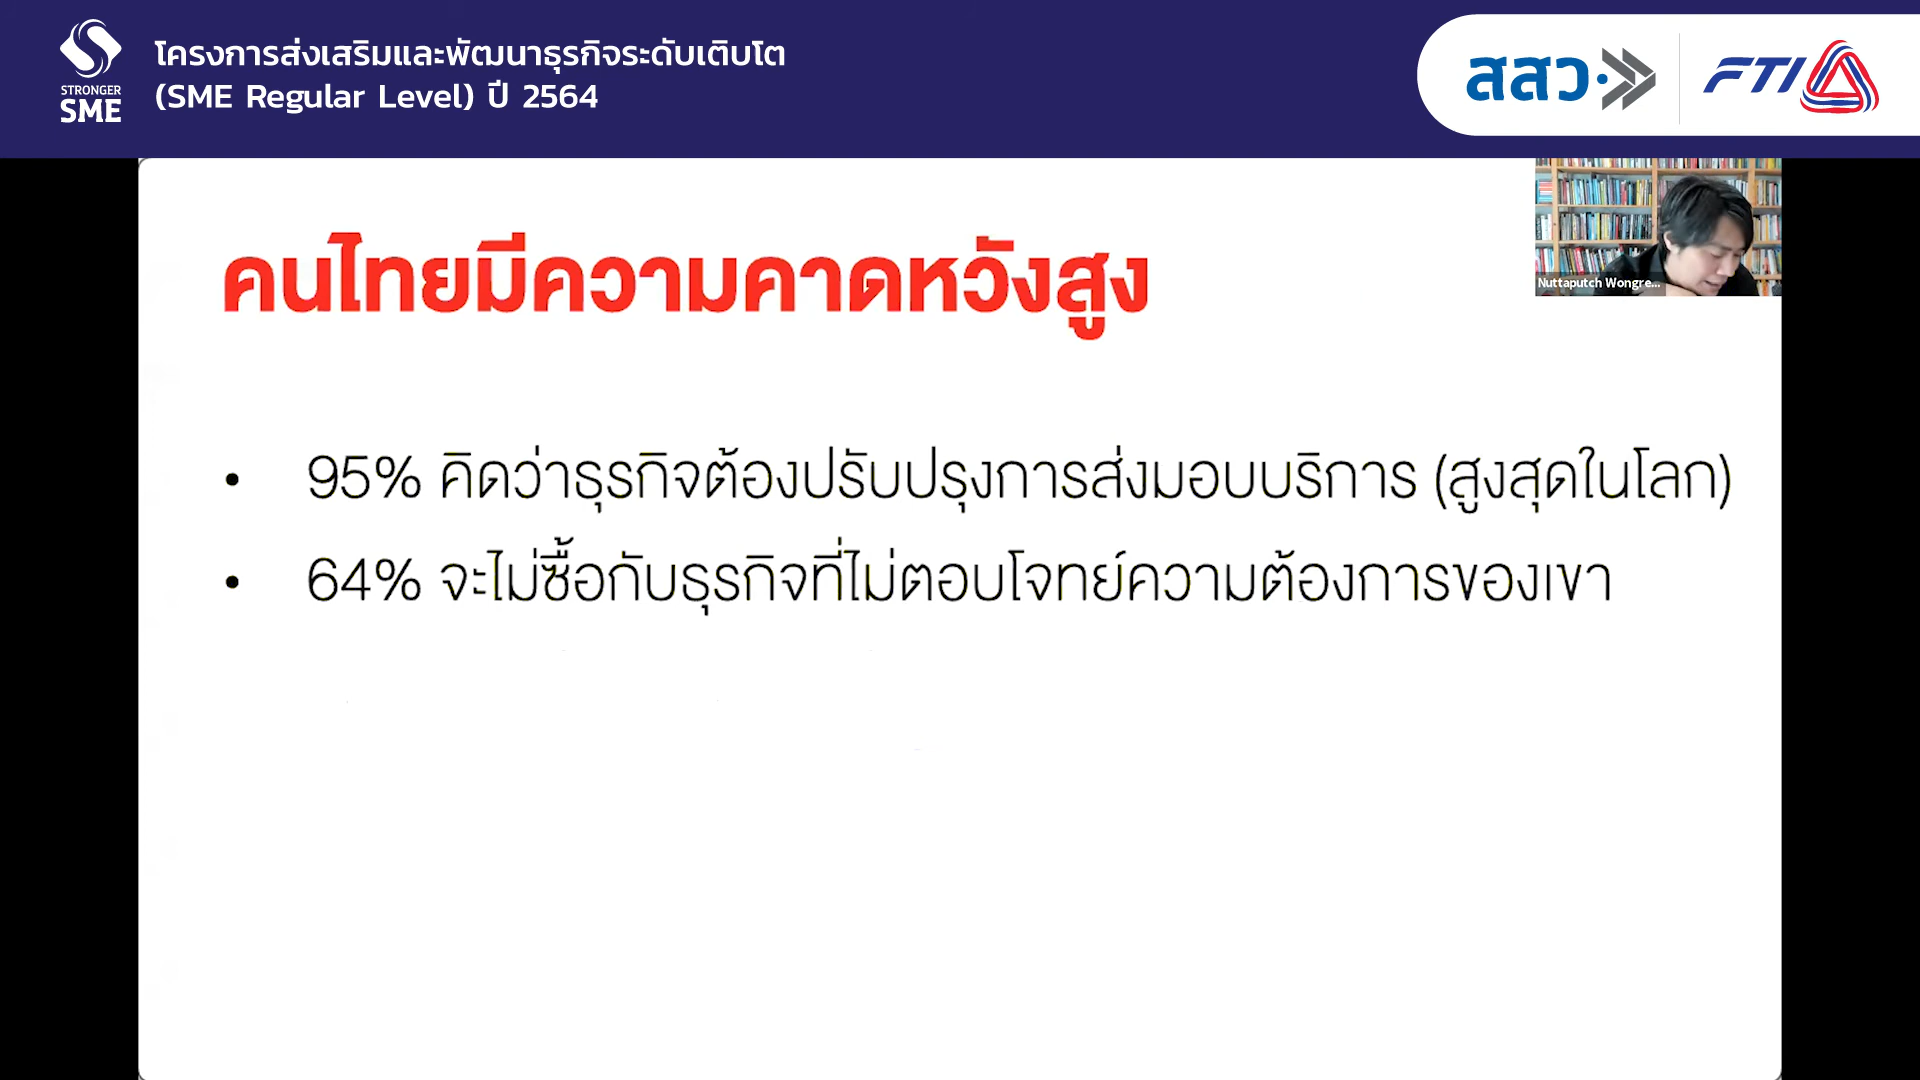 STRONGER
SME
โครงการส่งเสริมและพัฒนาธุรกิจระดับเติบโต
(SME Regular Level) ปี 2564
สสว
FTI
Nuttaputch Wongre...
คนไทยมีความคาดหวังสูง
• 95% คิดว่าธุรกิจต้องปรับปรุงการส่งมอบบริการ (สูงสุดในโลก)
• 64% จะไม่ซื้อกับธุรกิจที่ไม่ตอบโจทย์ความต้องการของเขา